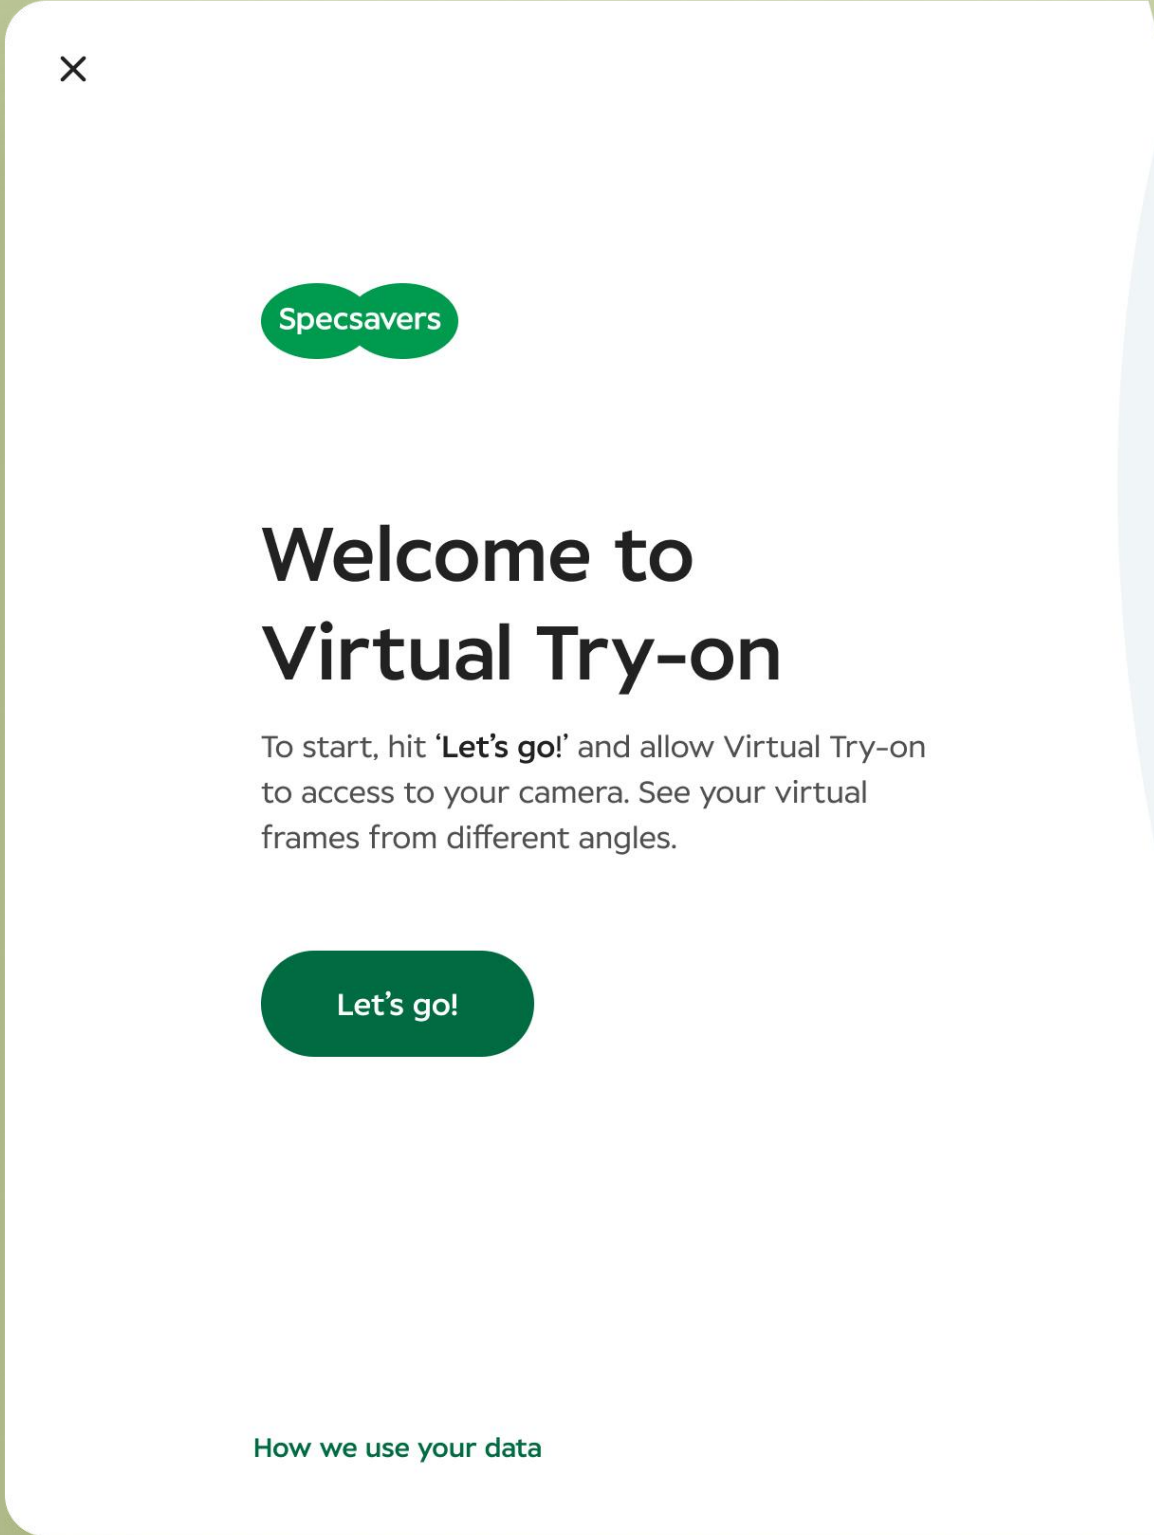 Specsavers
Welcome to
Virtual Try-on
To start, hit ‘Let’s go!’ and allow Virtual Try-on
to access to your camera. See your virtual
frames from different angles.
Let’s go!
How we use your data